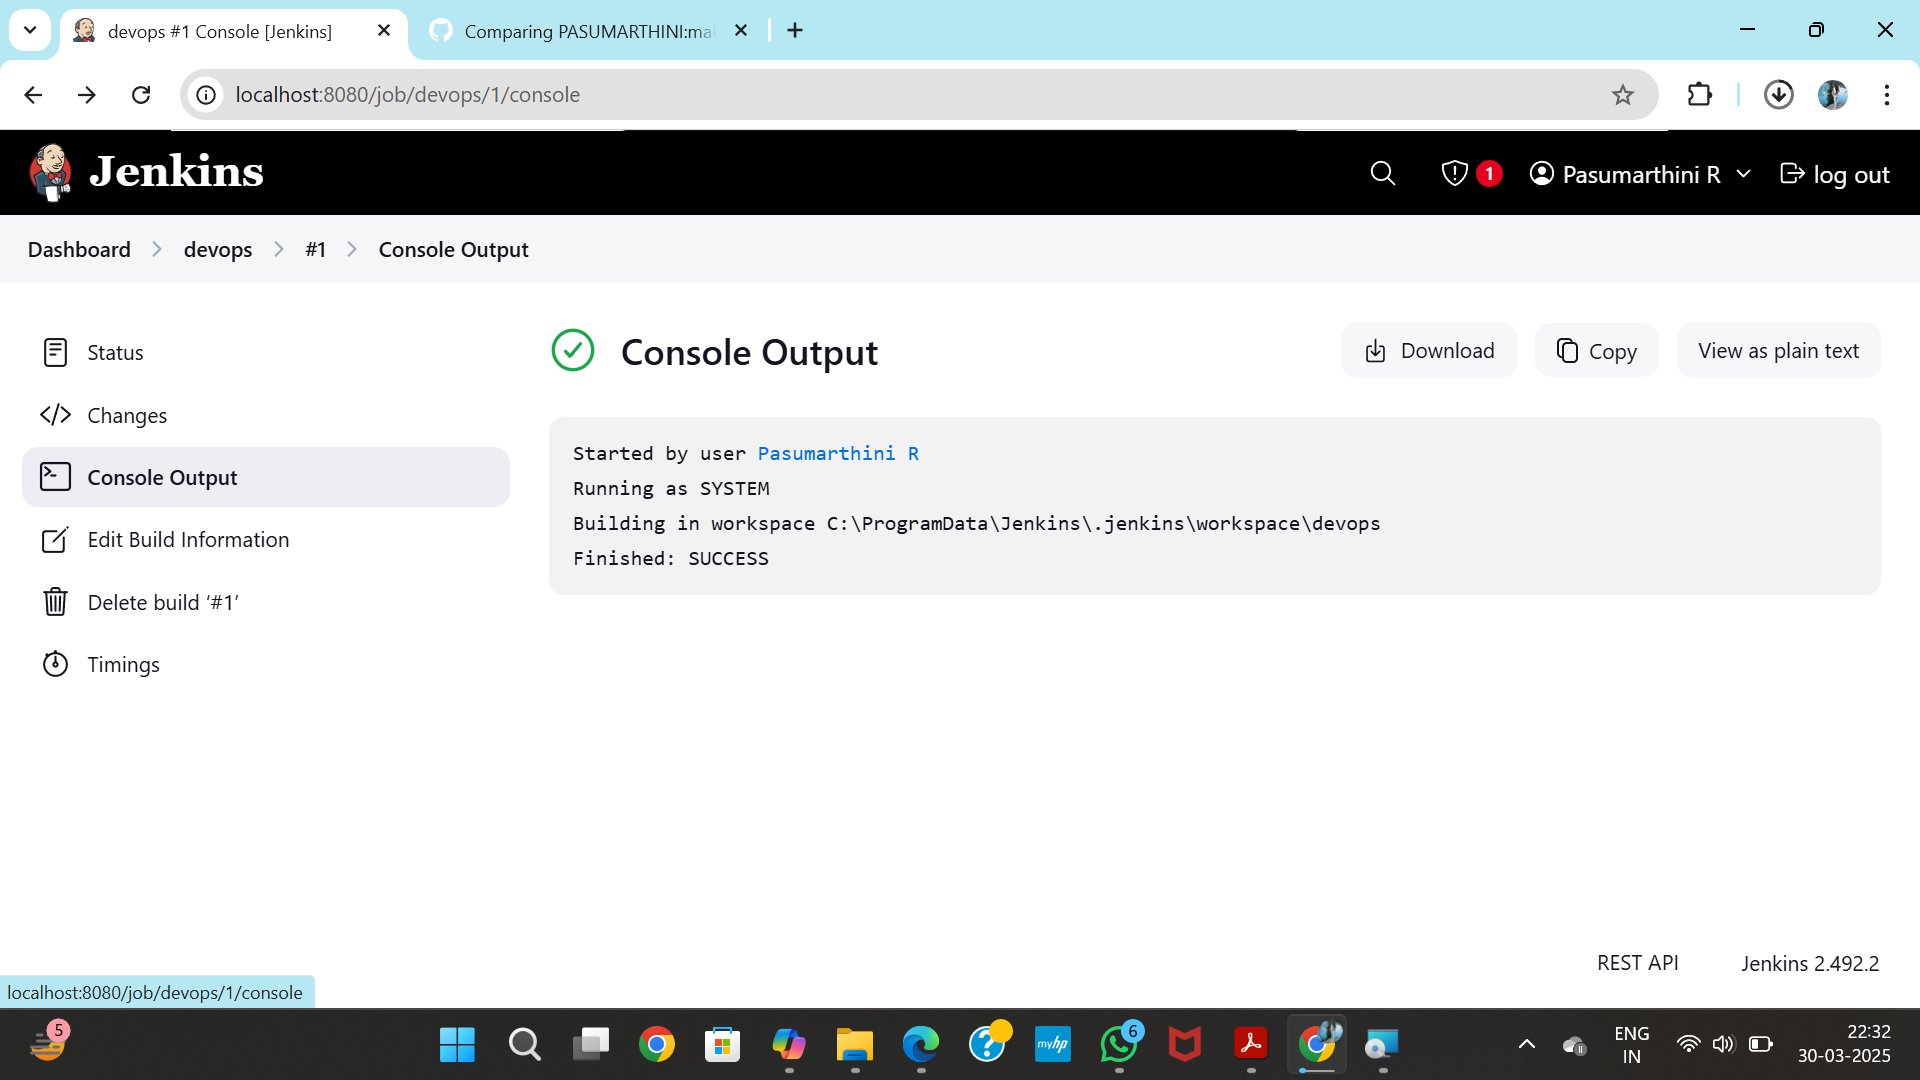 devops #1 Console [Jenkins]
Comparing PASUMARTHINI:mai
localhost:8080/job/devops/1/console
Jenkins
1
Pasumarthini R
log out
Dashboard
devops
#1
Console Output
Status
Changes
Console Output
Edit Build Information
Delete build ‘#1’
Timings
Console Output
Download
Copy
View as plain text
Started by user Pasumarthini R
Running as SYSTEM
Building in workspace C:\ProgramData\Jenkins\.jenkins\workspace\devops
Finished: SUCCESS
REST API
Jenkins 2.492.2
localhost:8080/job/devops/1/console
5
myhp
6
ENG
IN
22:32
30-03-2025